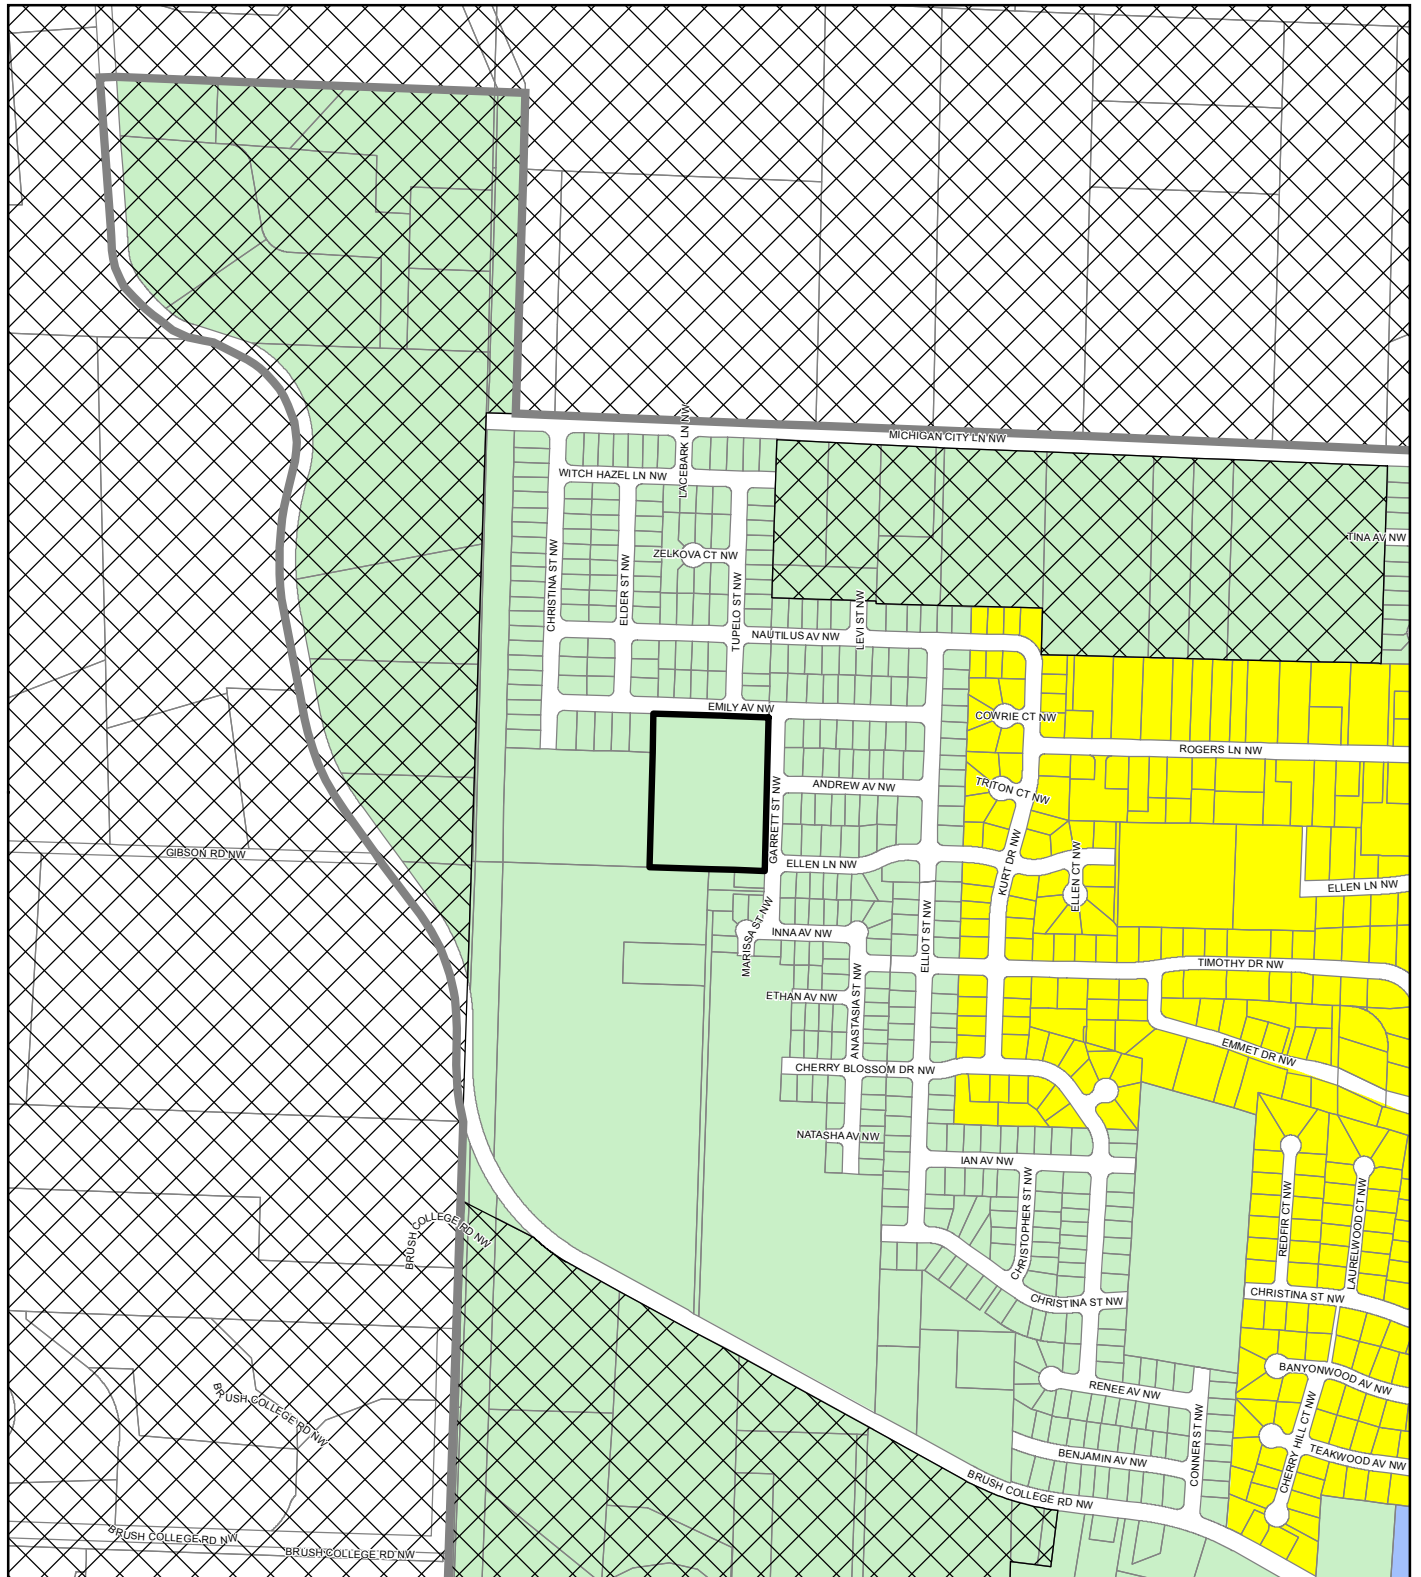 MICHIGAN CITY LN NW
LACEBARK LN NW
WITCH HAZEL LN NW
TINA AV NW
ZELKOVA CT NW
CHRISTINA ST NW
ELDER ST NW
TUPELO ST NW
LEVI ST NW
NAUTILUS AV NW
EMILY AV NW
COWRIE CT NW
ROGERS LN NW
ANDREW AV NW
TRITON CT NW
GARRETT ST NW
GIBSON RD NW
ELLEN LN NW
KURT DR NW
ELLEN CT NW
ELLEN LN NW
MARISSA ST NW
INNA AV NW
ELLIOT ST NW
TIMOTHY DR NW
ETHAN AV NW
ANASTASIA ST NW
EMMET DR NW
CHERRY BLOSSOM DR NW
NATASHA AV NW
IAN AV NW
CHRISTOPHER ST NW
REDFIR CT NW
LAURELWOOD CT NW
BRUSH COLLEGE RD NW
CHRISTINA ST NW
CHRISTINA ST NW
BANYONWOOD AV NW
RENEE AV NW
BRUSH COLLEGE RD NW
CHERRY HILL CT NW
CONNER ST NW
BENJAMIN AV NW
TEAKWOOD AV NW
BRUSH COLLEGE RD NW
BRUSH COLLEGE RD NW
BRUSH COLLEGE RD NW